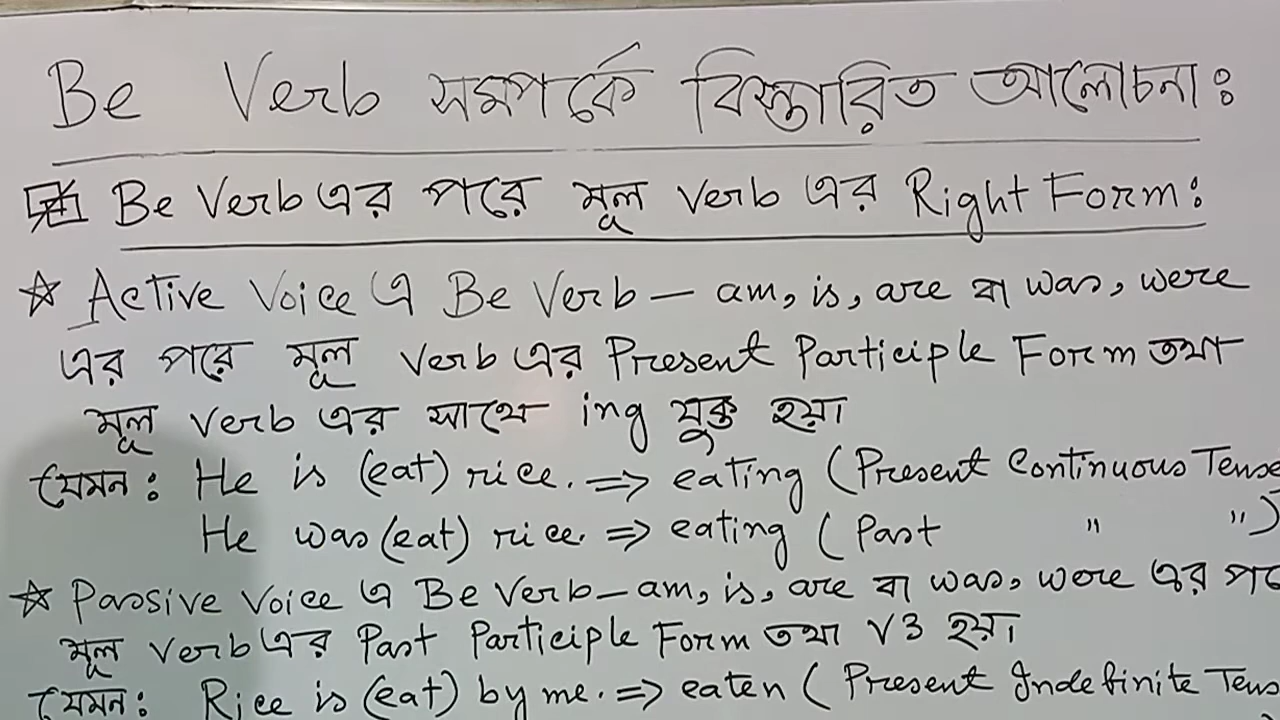 Be Verb সম্পর্কে বিস্তারিত আলোচনা :
Be Verb এর পরে মূল verb এর Right Form :
☆ Active Voice এ Be Verb – am, is, are বা was, were
এর পরে মূল verb এর Present Participle Form তথা
মূল verb এর সাথে ing যুক্ত হয়।
যেমন : He is (eat) rice. ⇒ eating (Present Continuous Tense
He was (eat) rice. ⇒ eating (Past " ")
☆ Passive Voice এ Be Verb – am, is, are বা was, were এর
মূল verb এর Past Participle Form তথা V3 হয়।
যেমন : Rice is (eat) by me. ⇒ eaten (Present Indefinite Tens